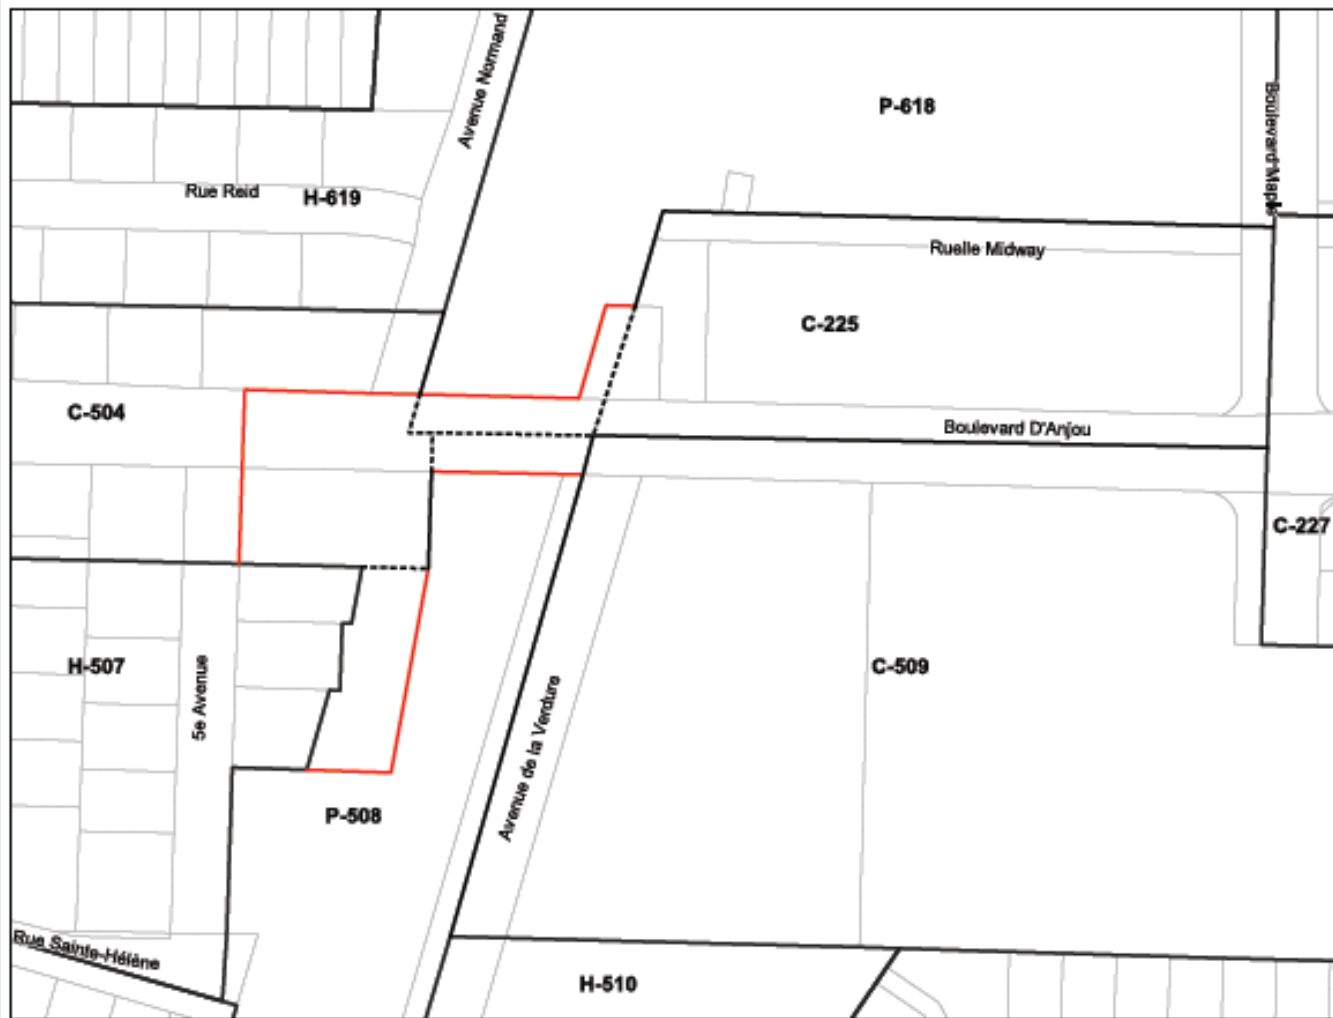 Avenue Normand
P-618
Boulevard Maple
Rue Reid
H-619
Ruelle Midway
C-225
C-504
Boulevard D'Anjou
C-227
H-507
5e Avenue
C-509
Avenue de la Verdure
P-508
Rue Sainte-Hélène
H-510